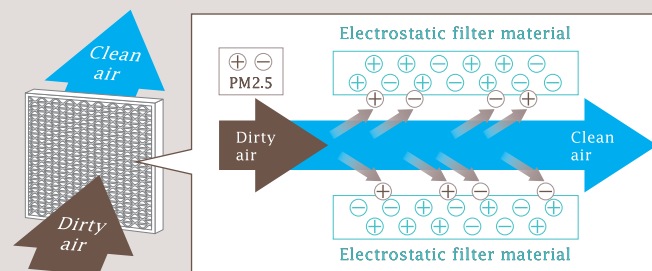 Clean
air
Dirty
air
Electrostatic filter material
PM2.5
Dirty
air
Clean
air
Electrostatic filter material